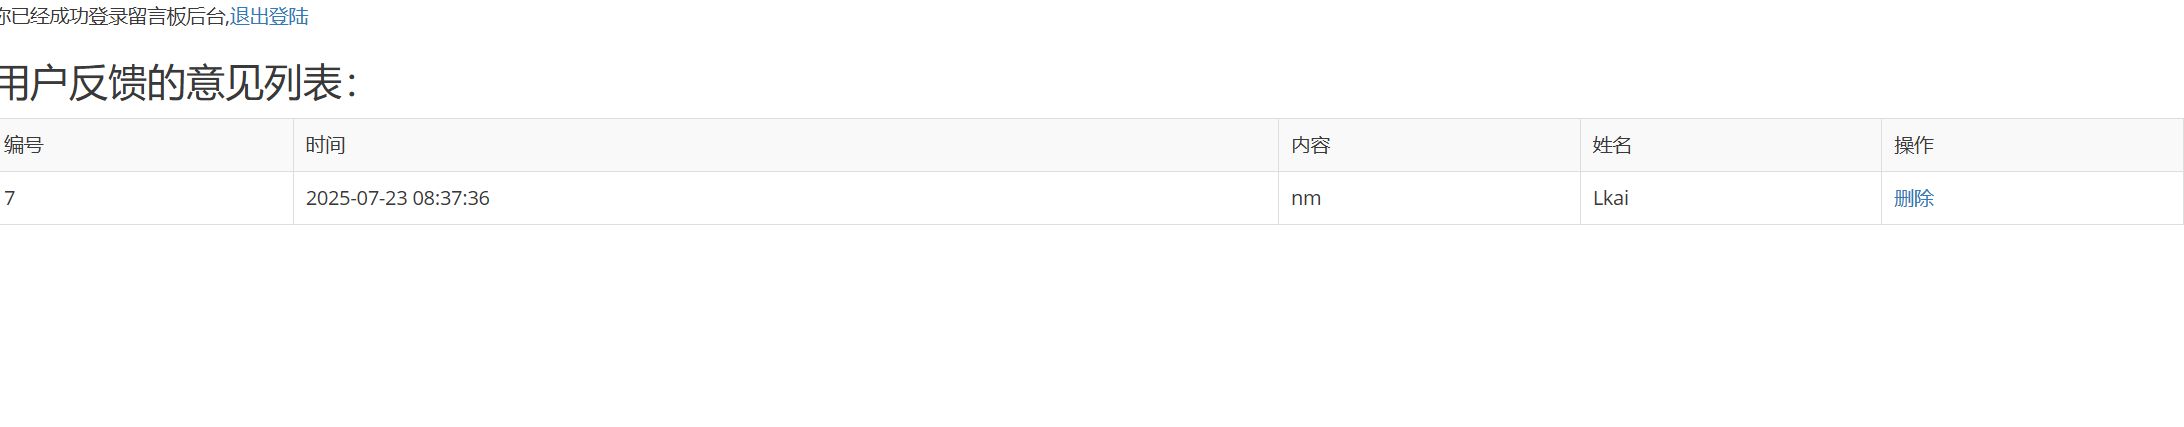 你已经成功登录留言板后台,退出登陆
用户反馈的意见列表：
编号 时间 内容 姓名 操作
7 2025-07-23 08:37:36 nm Lkai 删除